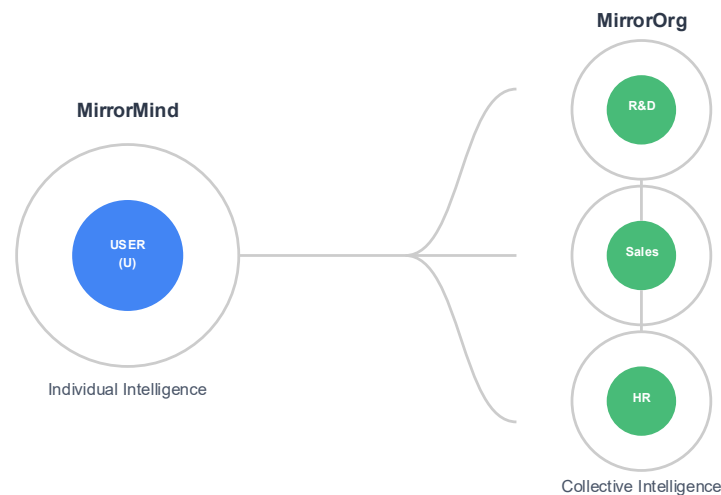 MirrorOrg
R&D
MirrorMind
USER
(U)
Sales
Individual Intelligence
HR
Collective Intelligence